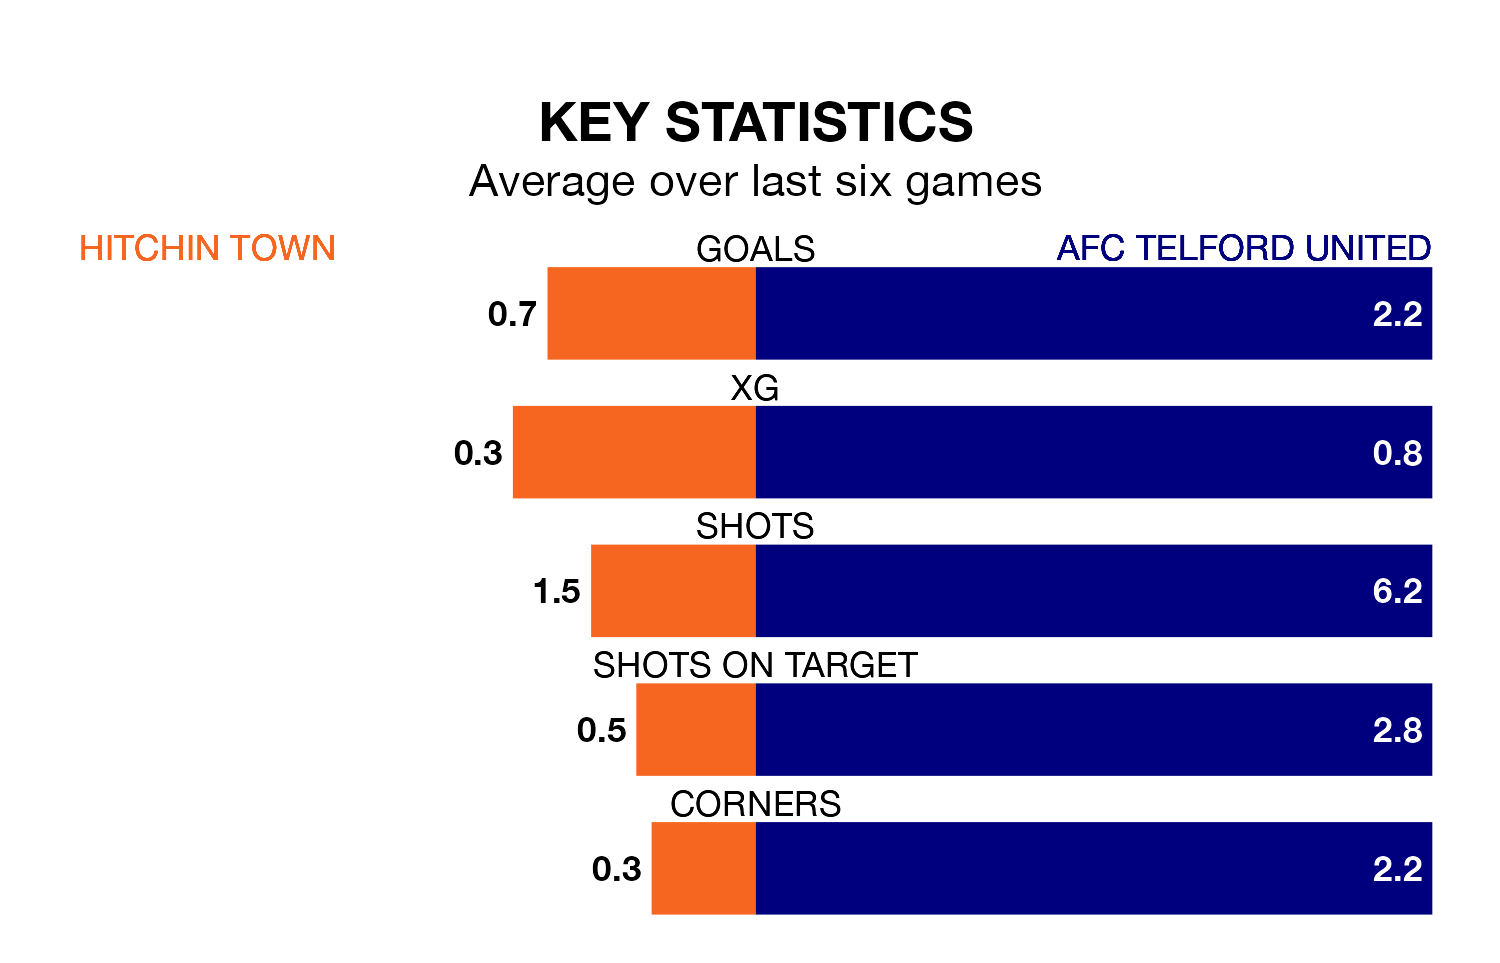 KEY STATISTICS
Average over last six games
HITCHIN TOWN GOALS AFC TELFORD UNITED
0.7 2.2
XG
0.3 0.8
SHOTS
1.5 6.2
SHOTS ON TARGET
0.5 2.8
CORNERS
0.3 2.2